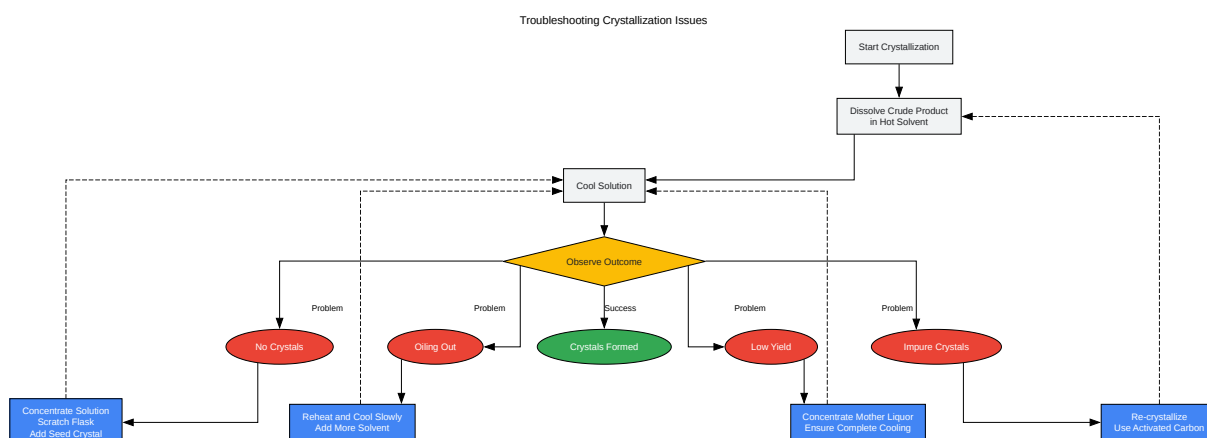 Troubleshooting Crystallization Issues
Start Crystallization
Dissolve Crude Product
in Hot Solvent
Cool Solution
Observe Outcome
Problem
Problem
Success
Problem
Problem
No Crystals
Oiling Out
Crystals Formed
Low Yield
Impure Crystals
Concentrate Solution
Scratch Flask
Add Seed Crystal
Reheat and Cool Slowly
Add More Solvent
Concentrate Mother Liquor
Ensure Complete Cooling
Re-crystallize
Use Activated Carbon